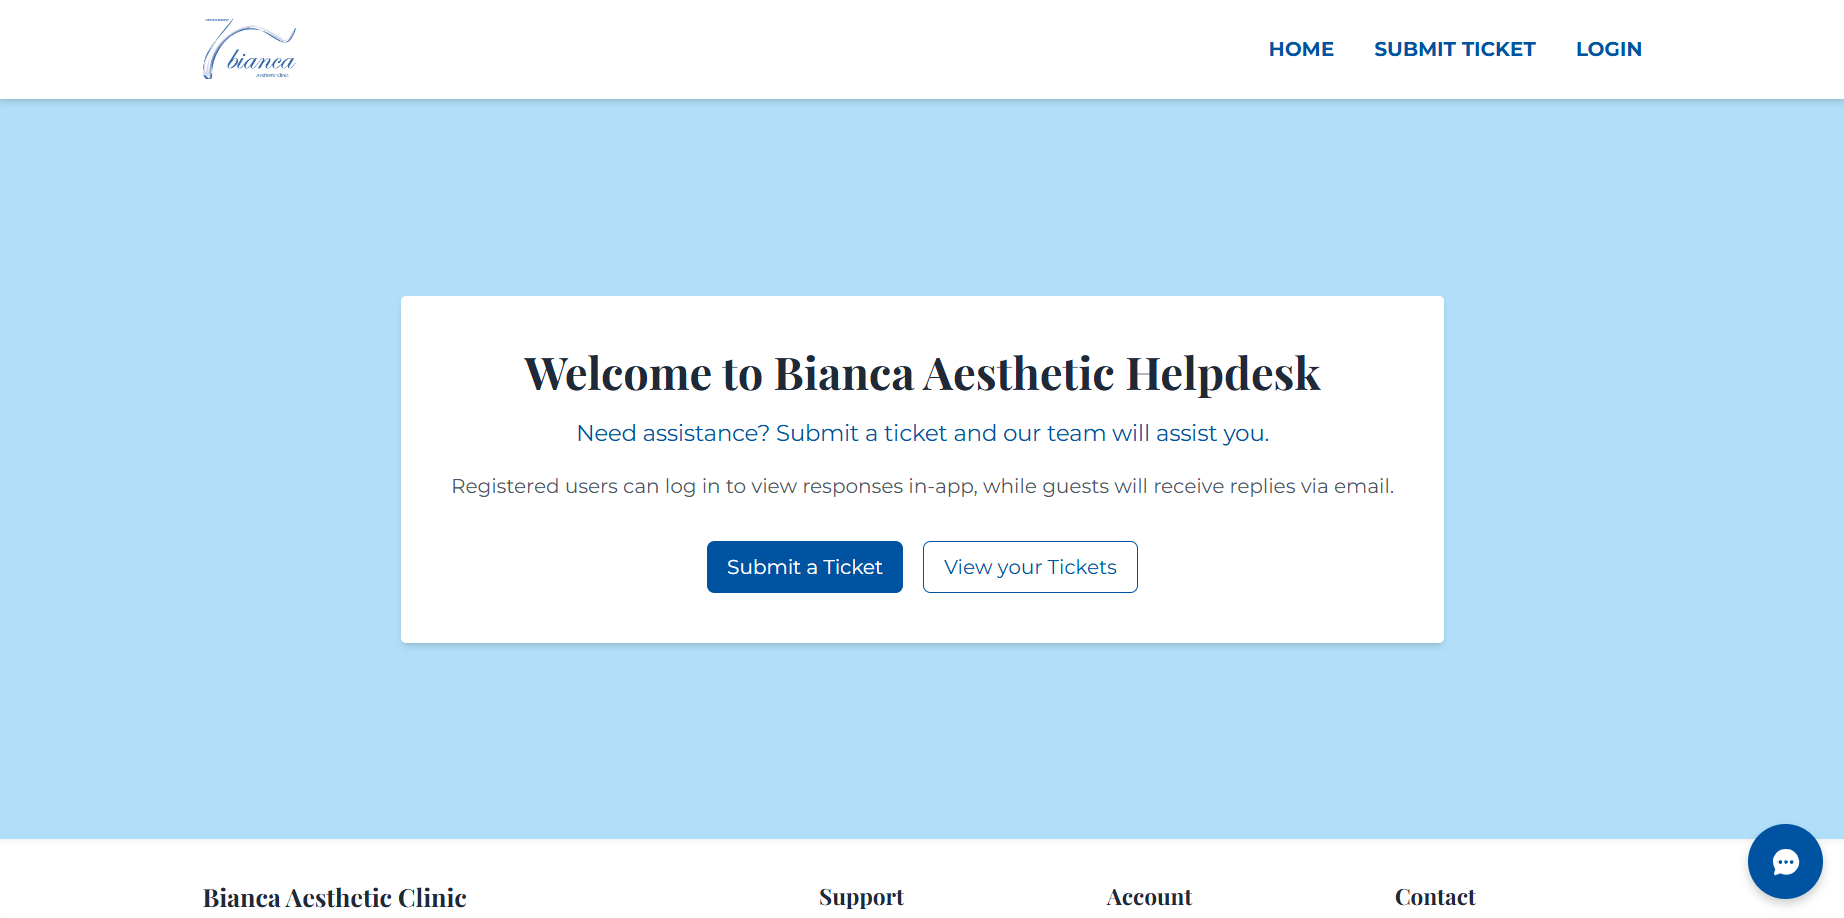 bianca
Aesthetic Clinic
HOME
SUBMIT TICKET
LOGIN
Welcome to Bianca Aesthetic Helpdesk
Need assistance? Submit a ticket and our team will assist you.
Registered users can log in to view responses in-app, while guests will receive replies via email.
Submit a Ticket
View your Tickets
Bianca Aesthetic Clinic
Support
Account
Contact